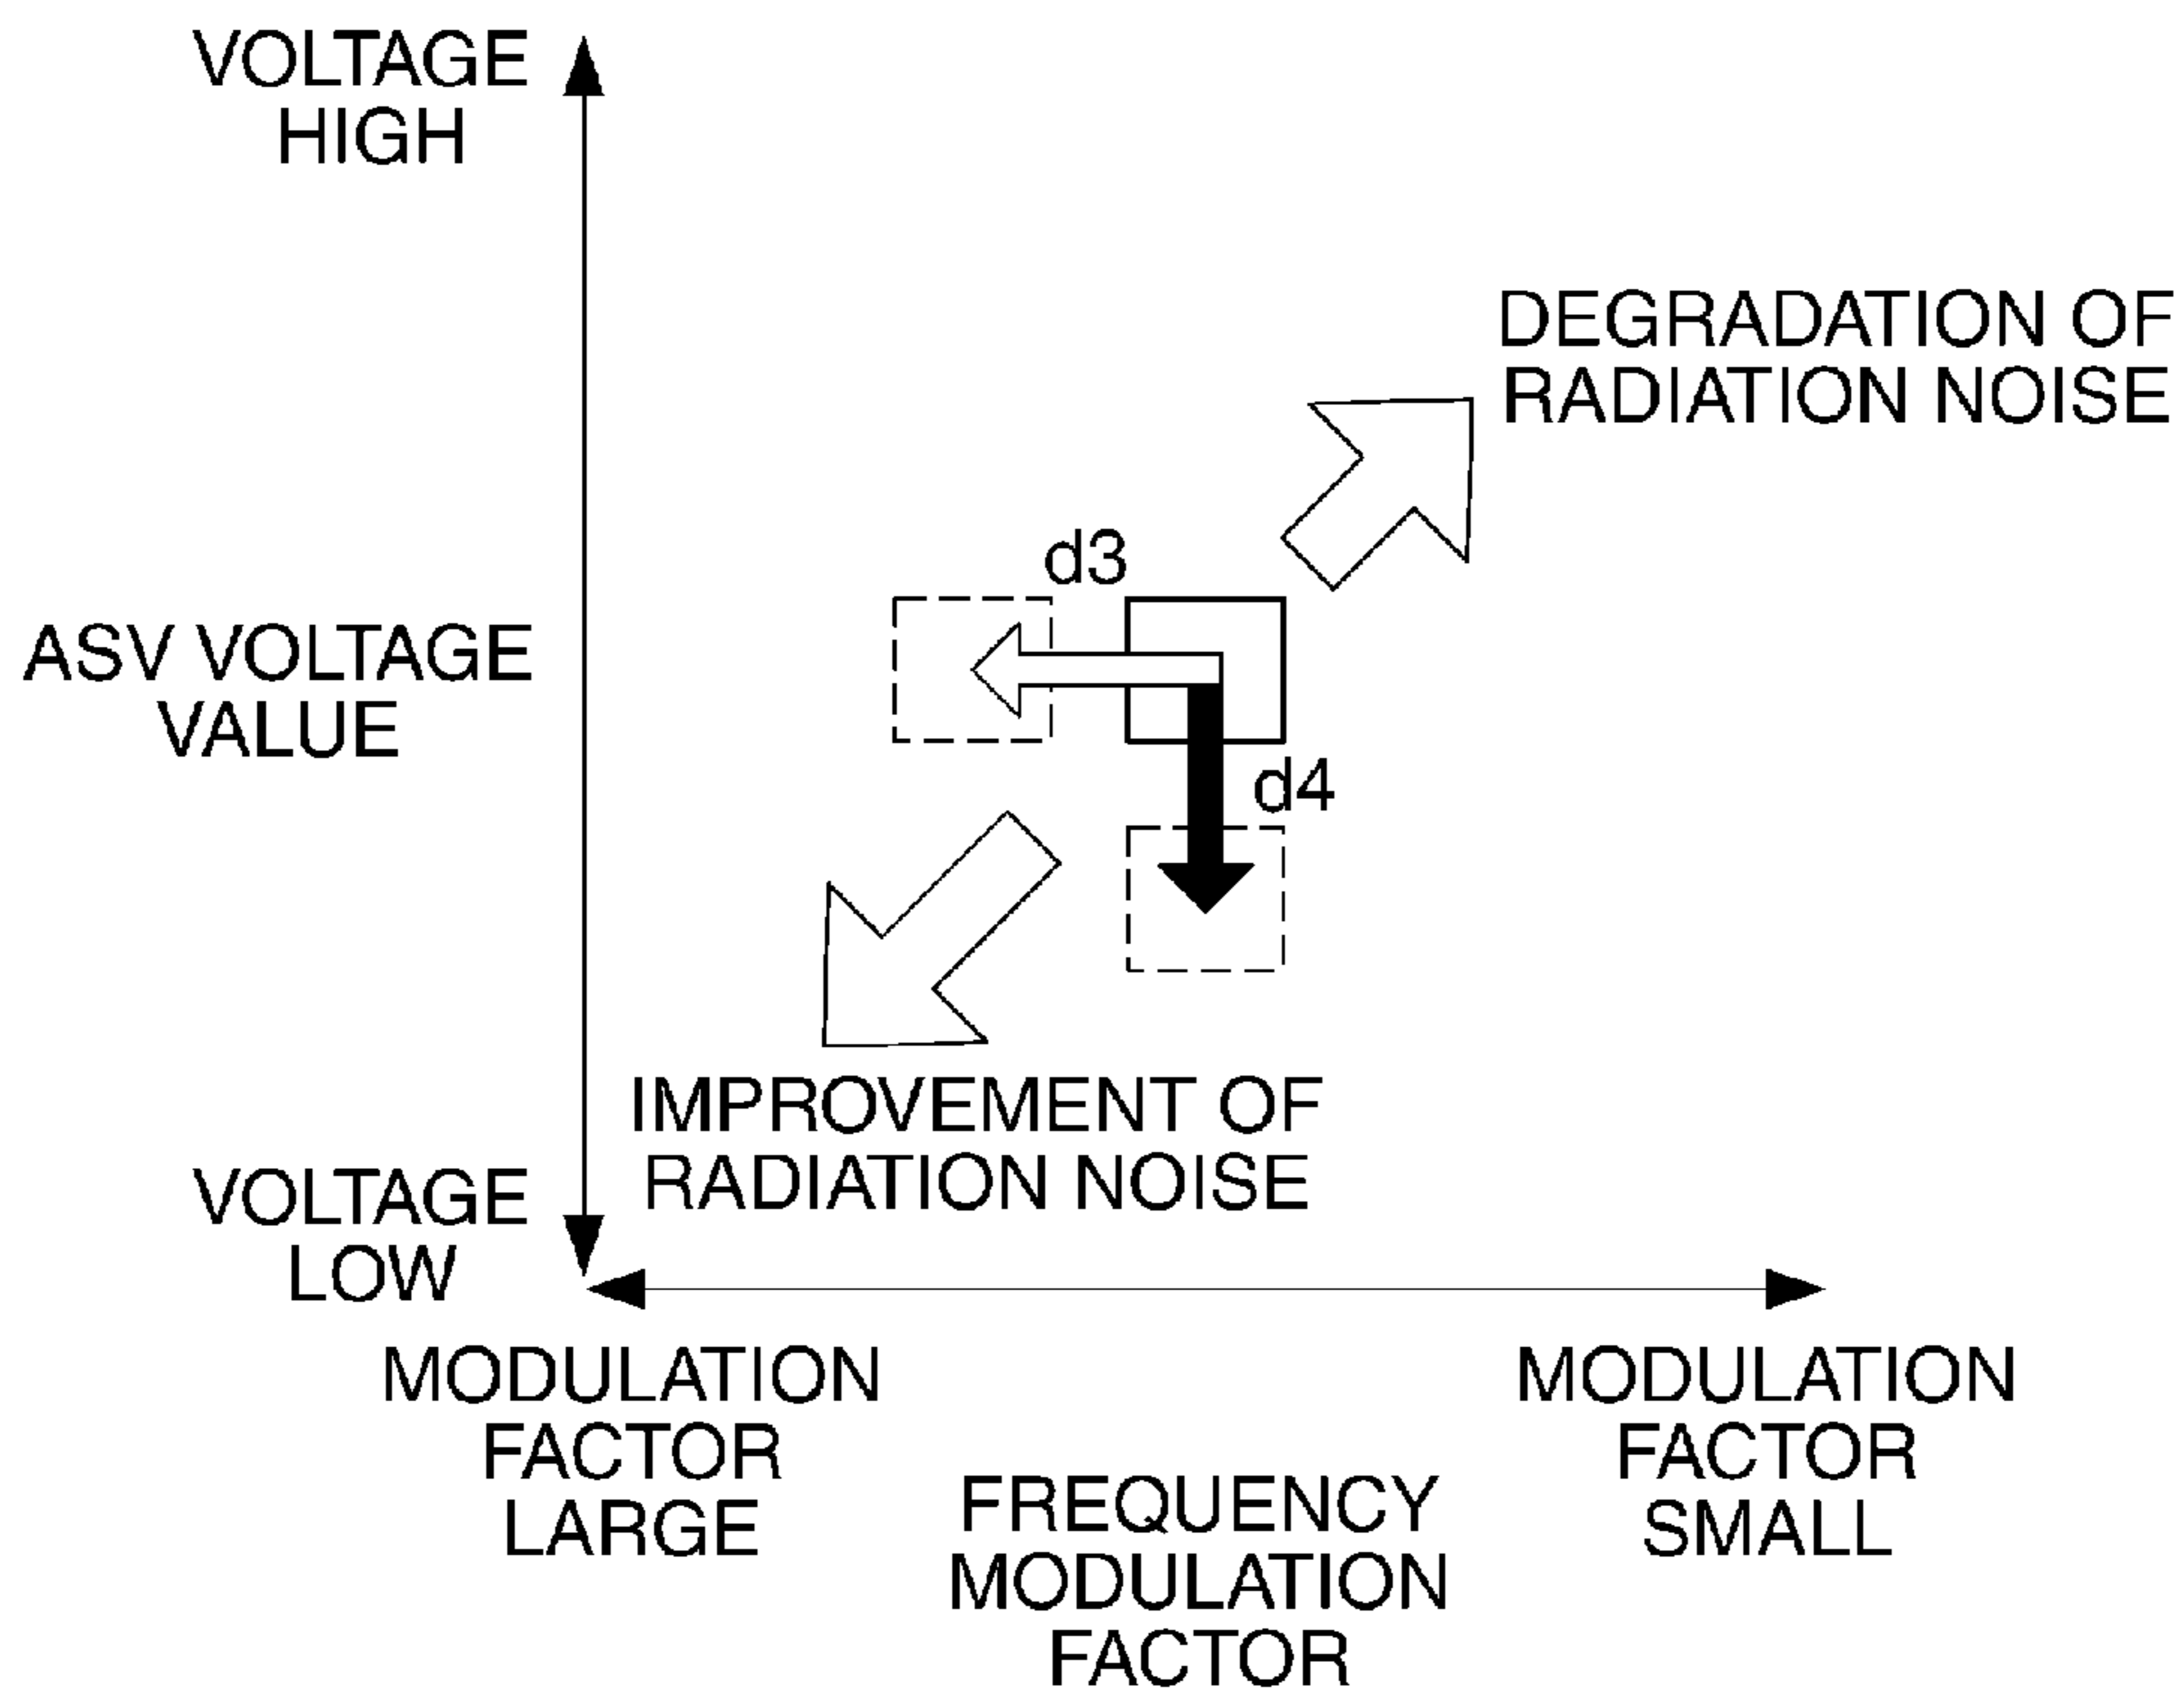 VOLTAGE
HIGH
DEGRADATION OF
RADIATION NOISE
d3
ASV VOLTAGE
VALUE
d4
IMPROVEMENT OF
RADIATION NOISE
VOLTAGE
LOW
MODULATION
FACTOR
LARGE
FREQUENCY
MODULATION
FACTOR
MODULATION
FACTOR
SMALL